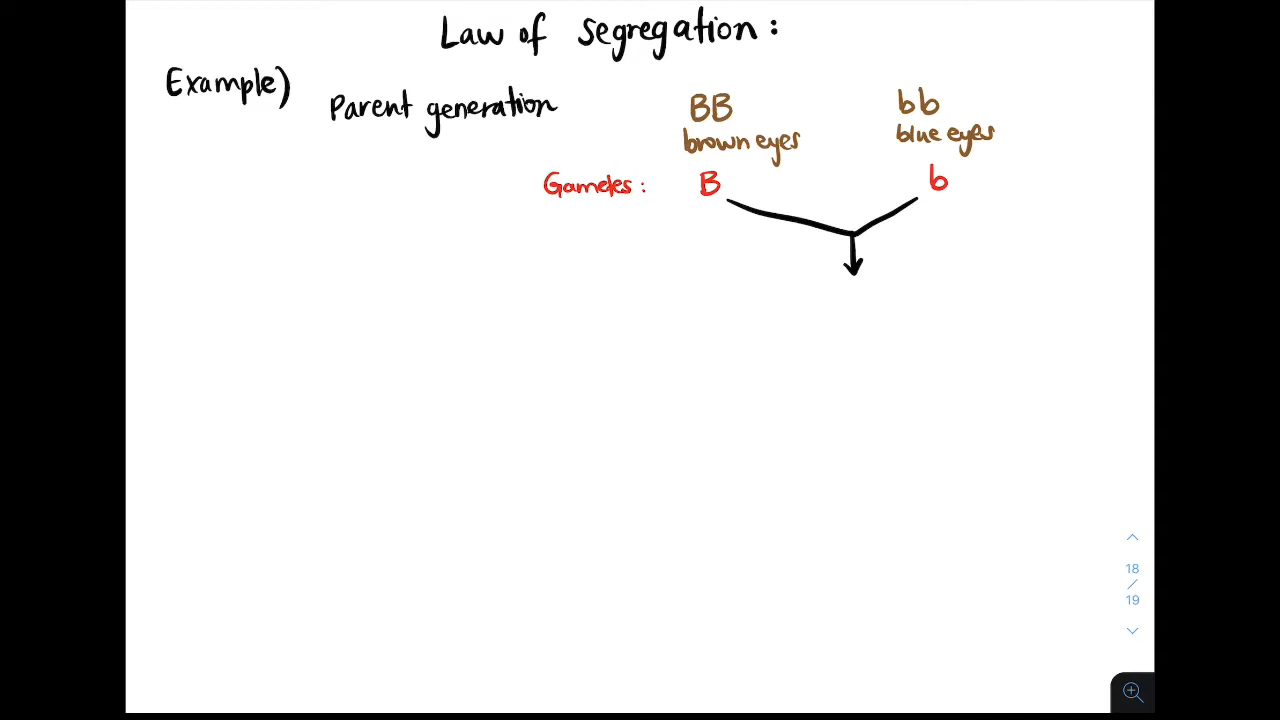 Law of Segregation:
Example)
Parent generation
BB
bb
brown eyes
blue eyes
Gametes:
B
b
18
/
19